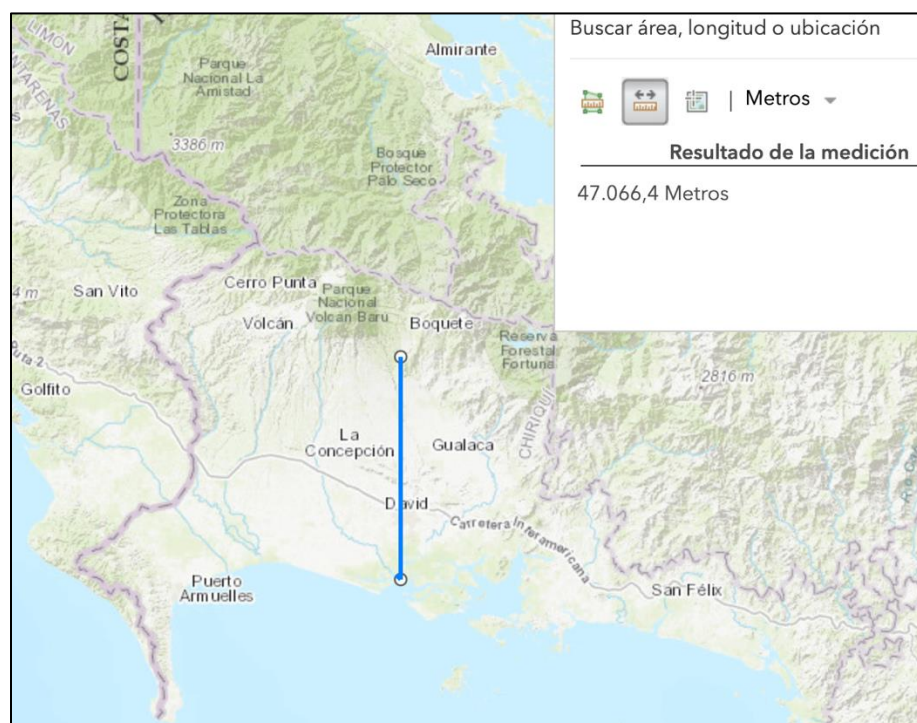 Buscar área, longitud o ubicación
Metros
Resultado de la medición
47.066,4 Metros
LIMON
COSTA
Almirante
Parque
Nacional La
Amistad
3386 m
Bosque
Protector
Palo Seco
Zona
Protectora
Las Tablas
Cerro Punta
Parque
Nacional
Volcan Baru
4 m
San Vito
Volcán
Boquete
Reserva
Forestal
Fortuna
2816 m
Golfito
CHIRIQUI
La
Concepción
Gualaca
David
Carretera Interamericana
Puerto
Armuelles
San Félix